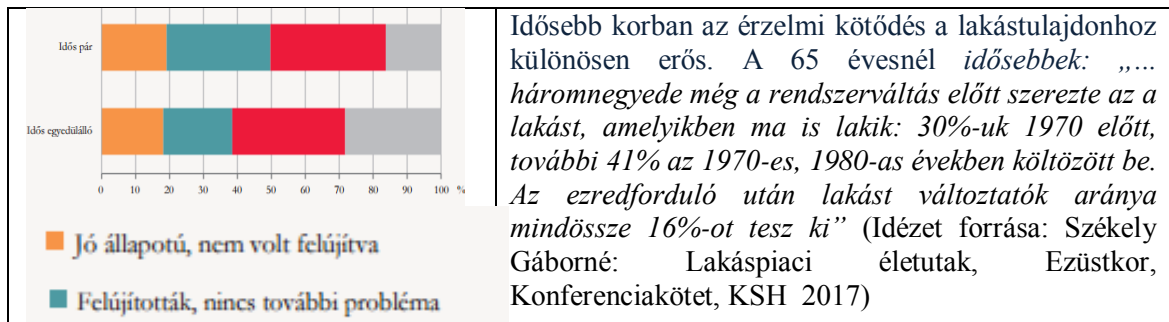 Idős pár
Idős egyedülálló
0 10 20 30 40 50 60 70 80 90 100 %
Jó állapotú, nem volt felújítva
Felújították, nincs további probléma
Idősebb korban az érzelmi kötődés a lakástulajdonhoz
különösen erős. A 65 évesnél idősebbek: „...
háromnegyede még a rendszerváltás előtt szerezte az a
lakást, amelyikben ma is lakik: 30%-uk 1970 előtt,
további 41% az 1970-es, 1980-as években költözött be.
Az ezredforduló után lakást változtatók aránya
mindössze 16%-ot tesz ki” (Idézet forrása: Székely
Gáborné: Lakáspiaci életutak, Ezüstkor,
Konferenciakötet, KSH 2017)